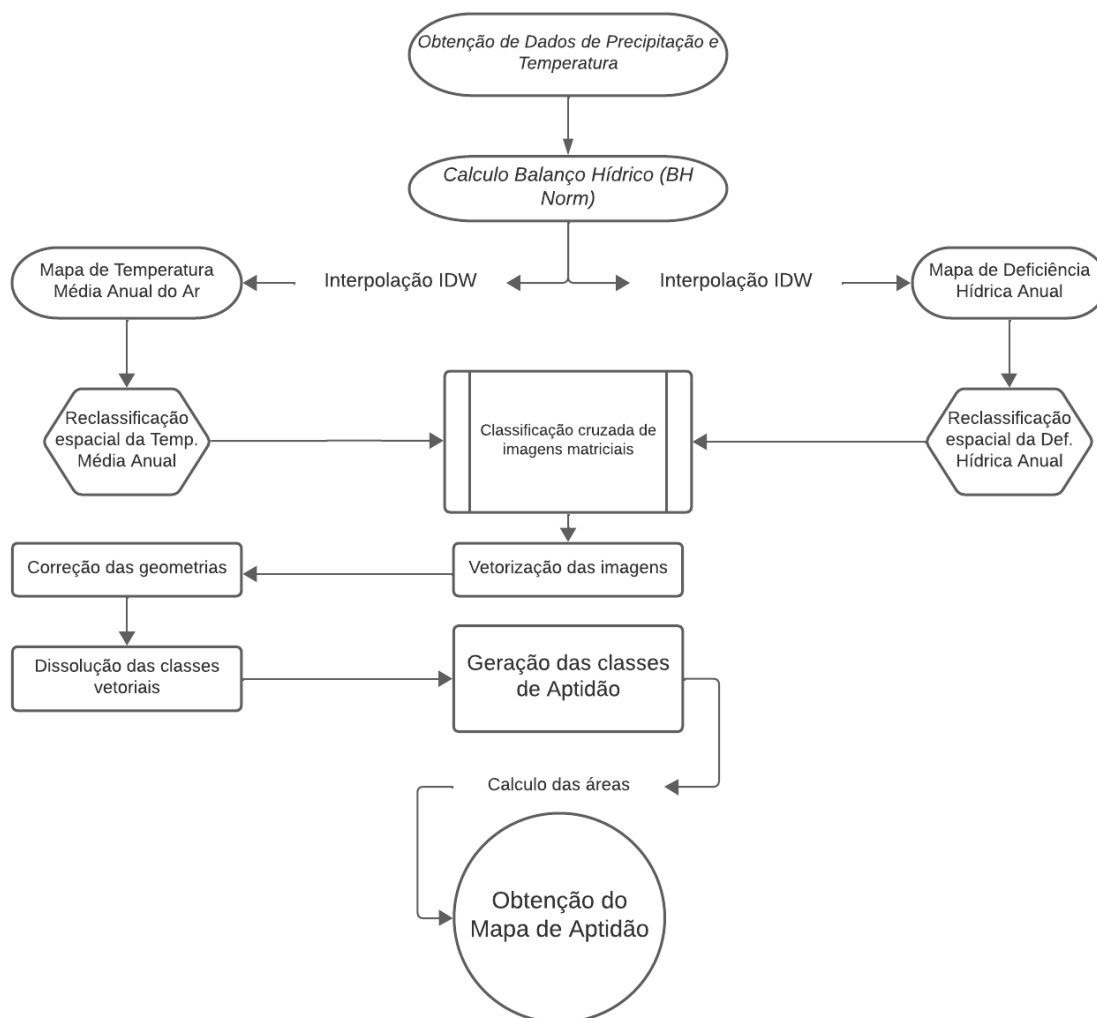 Obtenção de Dados de Precipitação e
Temperatura
Calculo Balanço Hídrico (BH
Norm)
Mapa de Temperatura
Média Anual do Ar
Interpolação IDW
Interpolação IDW
Mapa de Deficiência
Hídrica Anual
Reclassificação
espacial da Temp.
Média Anual
Classificação cruzada de
imagens matriciais
Reclassificação
espacial da Def.
Hídrica Anual
Correção das geometrias
Vetorização das imagens
Dissolução das classes
vetoriais
Geração das classes
de Aptidão
Calculo das áreas
Obtenção do
Mapa de Aptidão